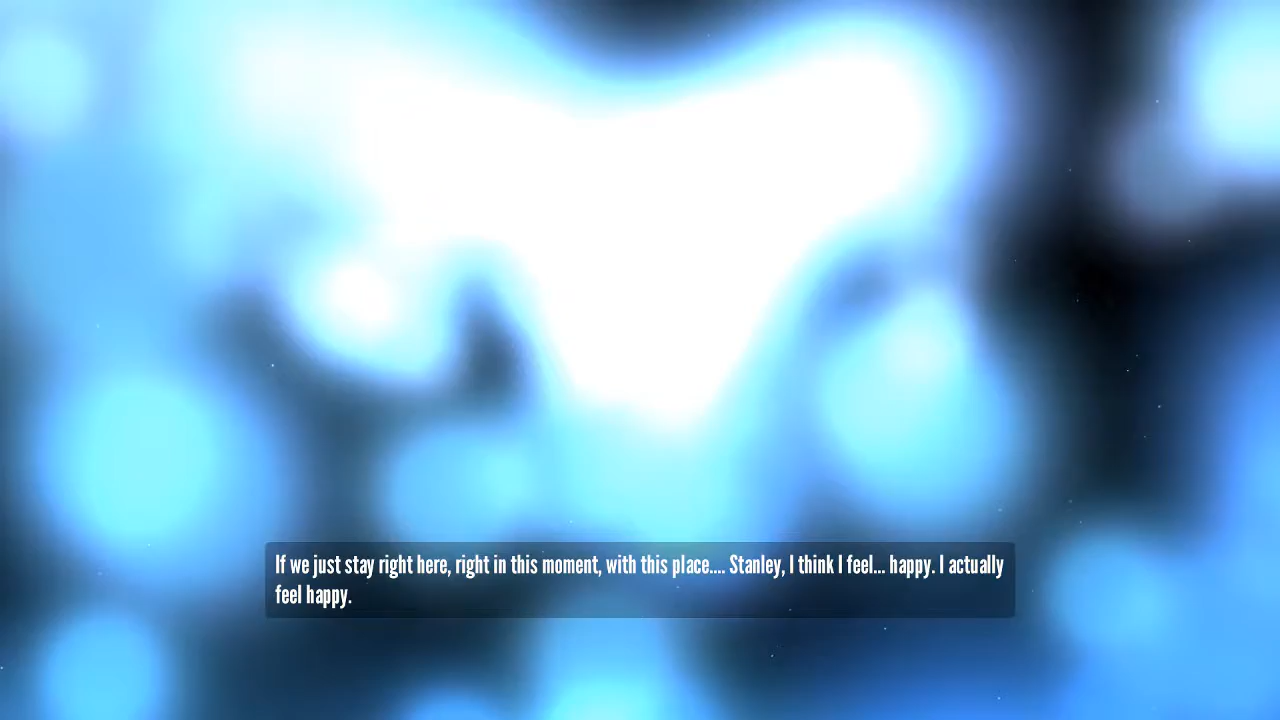 If we just stay right here, right in this moment, with this place.... Stanley, I think I feel... happy. I actually
feel happy.